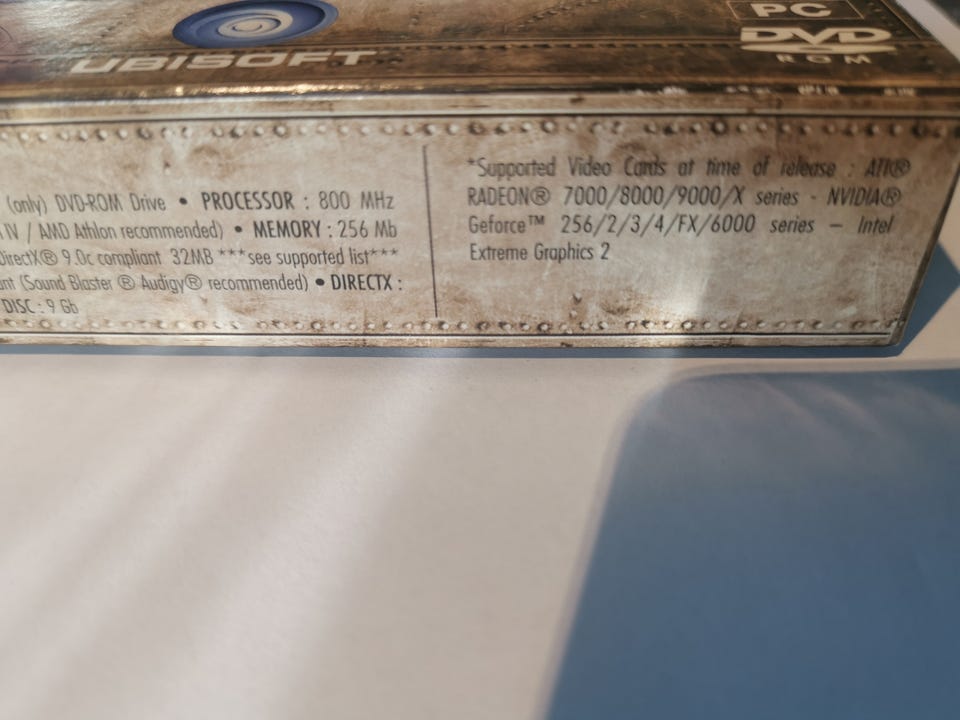 UBISOFT
PC
DVD
ROM
(only) DVD-ROM Drive • PROCESSOR : 800 MHz
IV / AMD Athlon recommended) • MEMORY : 256 Mb
DirectX® 9.0c compliant 32MB ***see supported list***
(Sound Blaster ® Audigy® recommended) • DIRECTX :
DISC : 9 Gb
*Supported Video Cards at time of release : ATI®
RADEON® 7000/8000/9000/X series - NVIDIA®
Geforce™ 256/2/3/4/FX/6000 series – Intel
Extreme Graphics 2